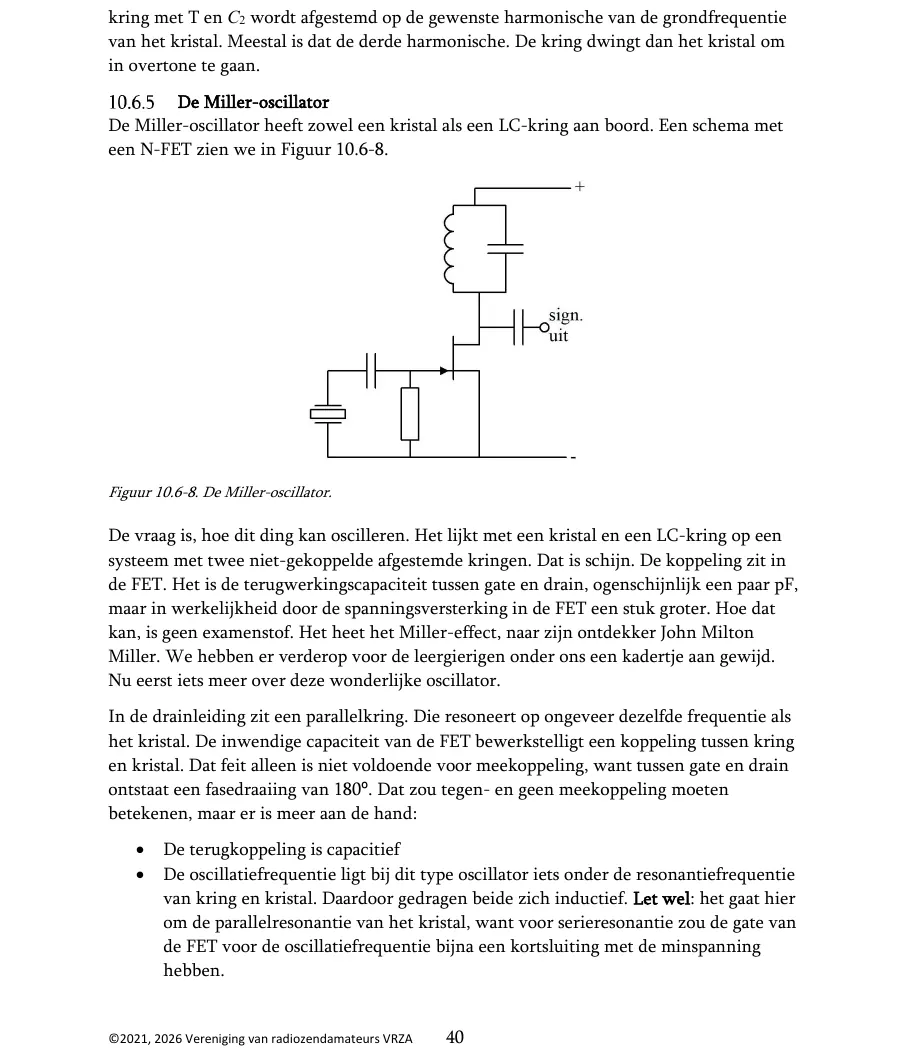 kring met T en C2 wordt afgestemd op de gewenste harmonische van de grondfrequentie
van het kristal. Meestal is dat de derde harmonische. De kring dwingt dan het kristal om
in overtone te gaan.
10.6.5 De Miller-oscillator
De Miller-oscillator heeft zowel een kristal als een LC-kring aan boord. Een schema met
een N-FET zien we in Figuur 10.6-8.
+
sign.
uit
-
Figuur 10.6-8. De Miller-oscillator.
De vraag is, hoe dit ding kan oscilleren. Het lijkt met een kristal en een LC-kring op een
systeem met twee niet-gekoppelde afgestemde kringen. Dat is schijn. De koppeling zit in
de FET. Het is de terugwerkingscapaciteit tussen gate en drain, ogenschijnlijk een paar pF,
maar in werkelijkheid door de spanningsversterking in de FET een stuk groter. Hoe dat
kan, is geen examenstof. Het heet het Miller-effect, naar zijn ontdekker John Milton
Miller. We hebben er verderop voor de leergierigen onder ons een kadertje aan gewijd.
Nu eerst iets meer over deze wonderlijke oscillator.
In de drainleiding zit een parallelkring. Die resoneert op ongeveer dezelfde frequentie als
het kristal. De inwendige capaciteit van de FET bewerkstelligt een koppeling tussen kring
en kristal. Dat feit alleen is niet voldoende voor meekoppeling, want tussen gate en drain
ontstaat een fasedraaiing van 180°. Dat zou tegen- en geen meekoppeling moeten
betekenen, maar er is meer aan de hand:
• De terugkoppeling is capacitief
• De oscillatiefrequentie ligt bij dit type oscillator iets onder de resonantiefrequentie
van kring en kristal. Daardoor gedragen beide zich inductief. Let wel: het gaat hier
om de parallelresonantie van het kristal, want voor serieresonantie zou de gate van
de FET voor de oscillatiefrequentie bijna een kortsluiting met de minspanning
hebben.
©2021, 2026 Vereniging van radiozendamateurs VRZA 40